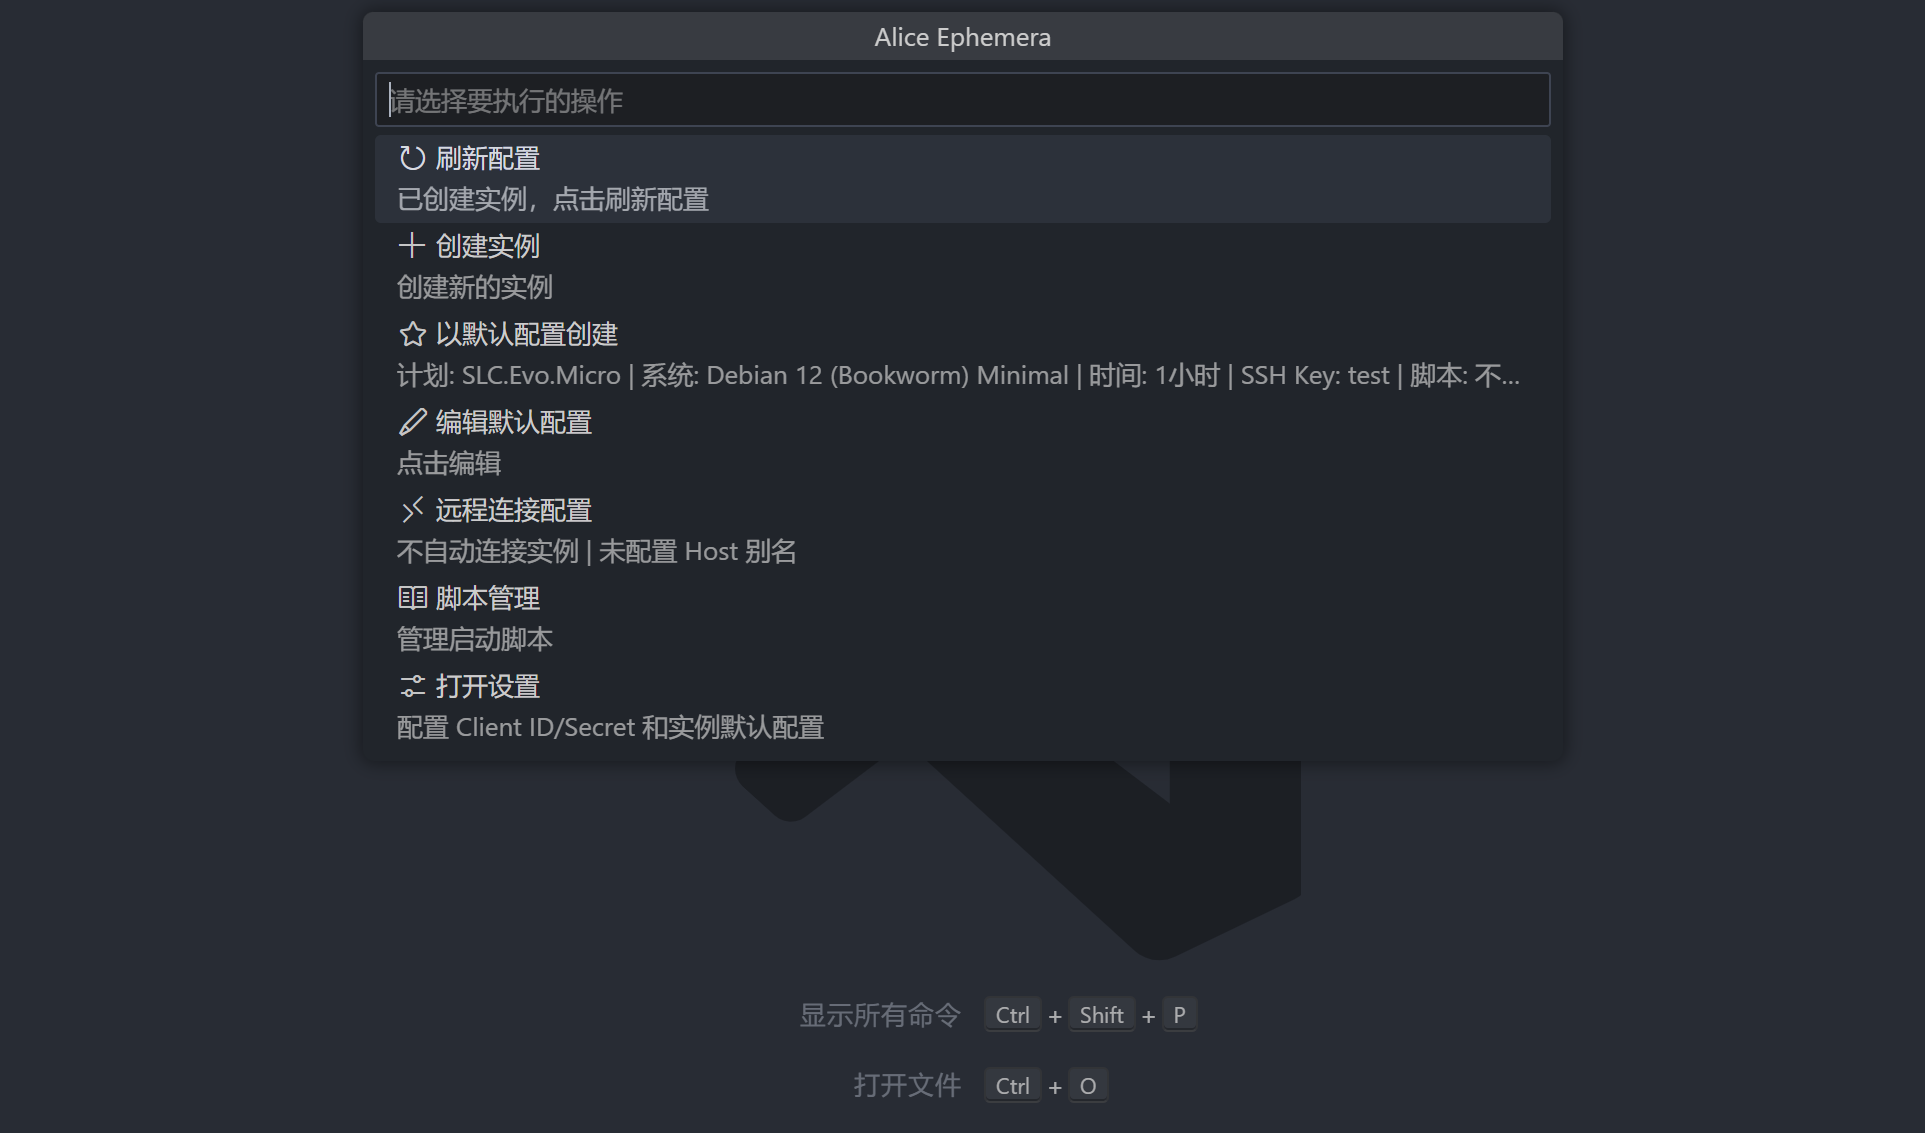 Alice Ephemera
请选择要执行的操作
刷新配置
已创建实例，点击刷新配置
创建实例
创建新的实例
以默认配置创建
计划: SLC.Evo.Micro | 系统: Debian 12 (Bookworm) Minimal | 时间: 1小时 | SSH Key: test | 脚本: 不...
编辑默认配置
点击编辑
远程连接配置
不自动连接实例 | 未配置 Host 别名
脚本管理
管理启动脚本
打开设置
配置 Client ID/Secret 和实例默认配置
显示所有命令 Ctrl + Shift + P
打开文件 Ctrl + O